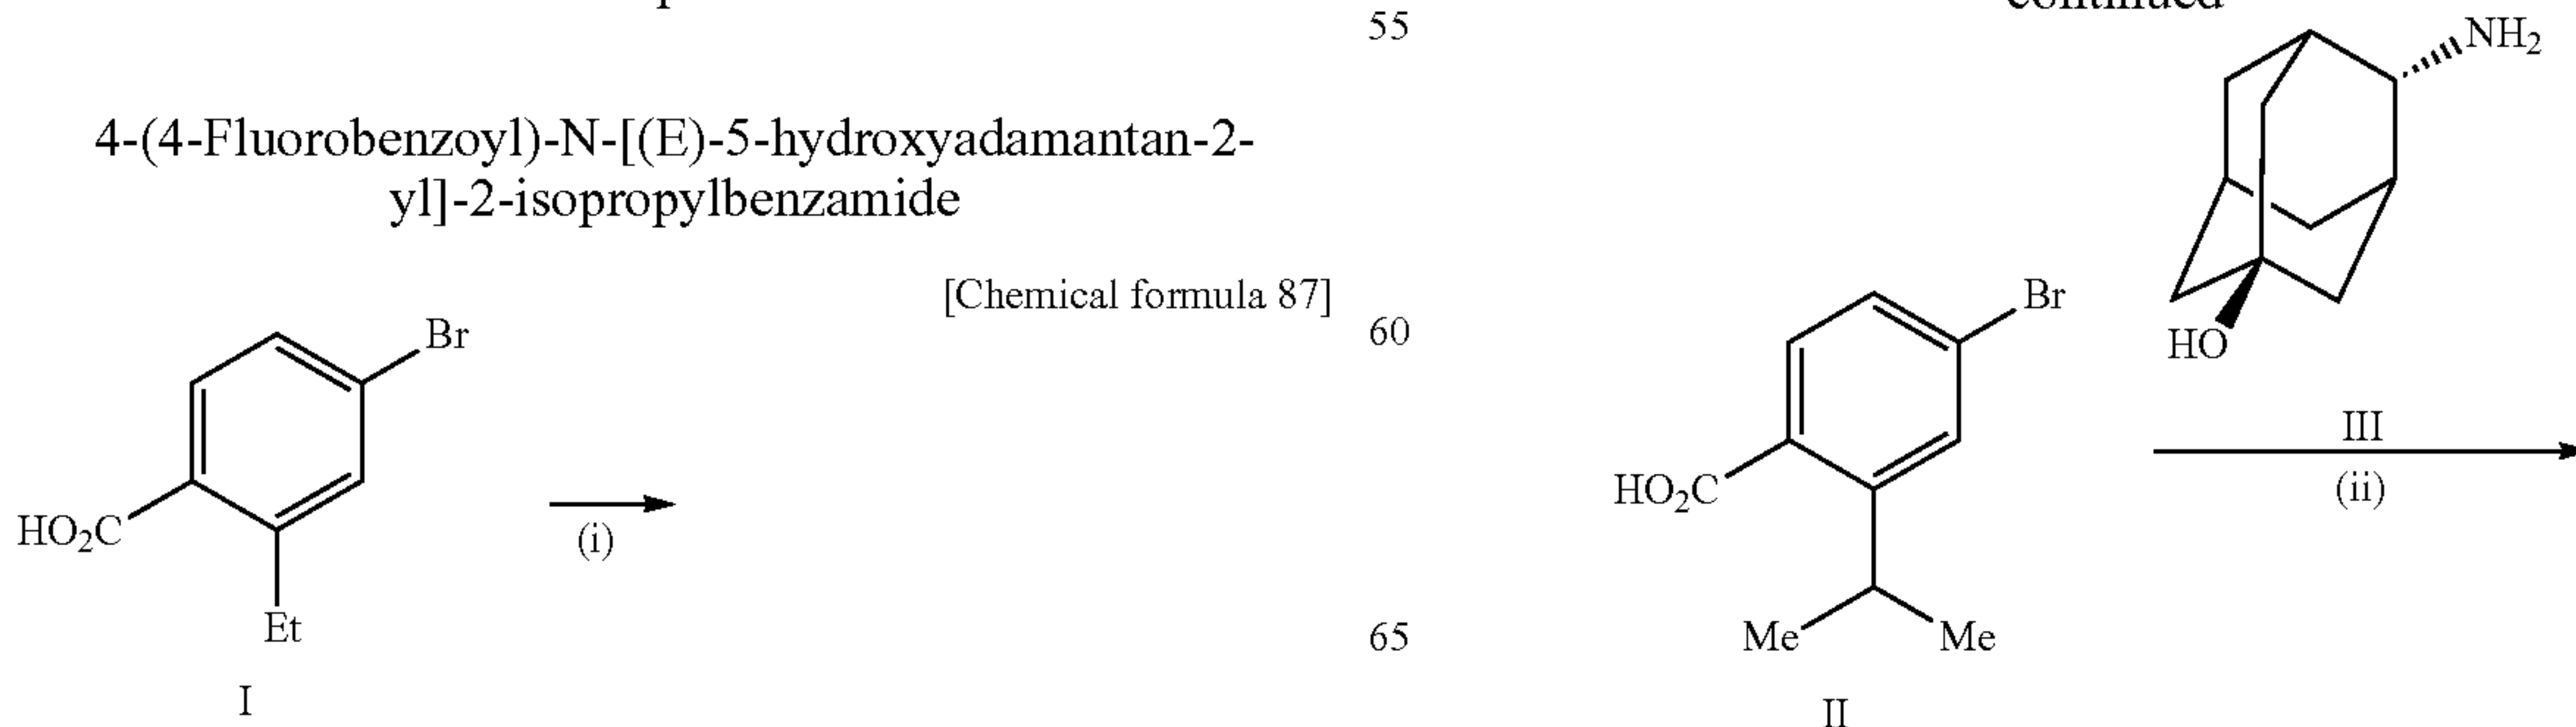 55
continued
4-(4-Fluorobenzoyl)-N-[(E)-5-hydroxyadamantan-2-
yl]-2-isopropylbenzamide
[Chemical formula 87]
60
Br
HO₂C
Et
(i)
I
65
NH₂
HO
Br
HO₂C
Me
Me
II
III
(ii)